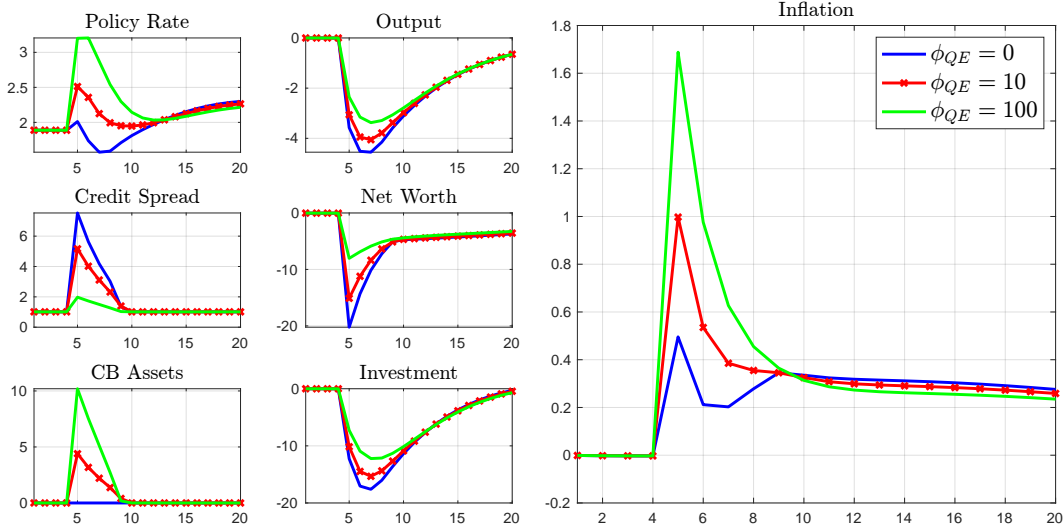 Policy Rate
3
2.5
2
5 10 15 20
Output
0
-2
-4
5 10 15 20
Credit Spread
6
4
2
0
5 10 15 20
Net Worth
0
-10
-20
5 10 15 20
CB Assets
10
5
0
5 10 15 20
Investment
0
-10
-20
5 10 15 20
Inflation
1.8
1.6
1.4
1.2
1
0.8
0.6
0.4
0.2
0
-0.2
2 4 6 8 10 12 14 16 18 20
ϕ_QE = 0
ϕ_QE = 10
ϕ_QE = 100